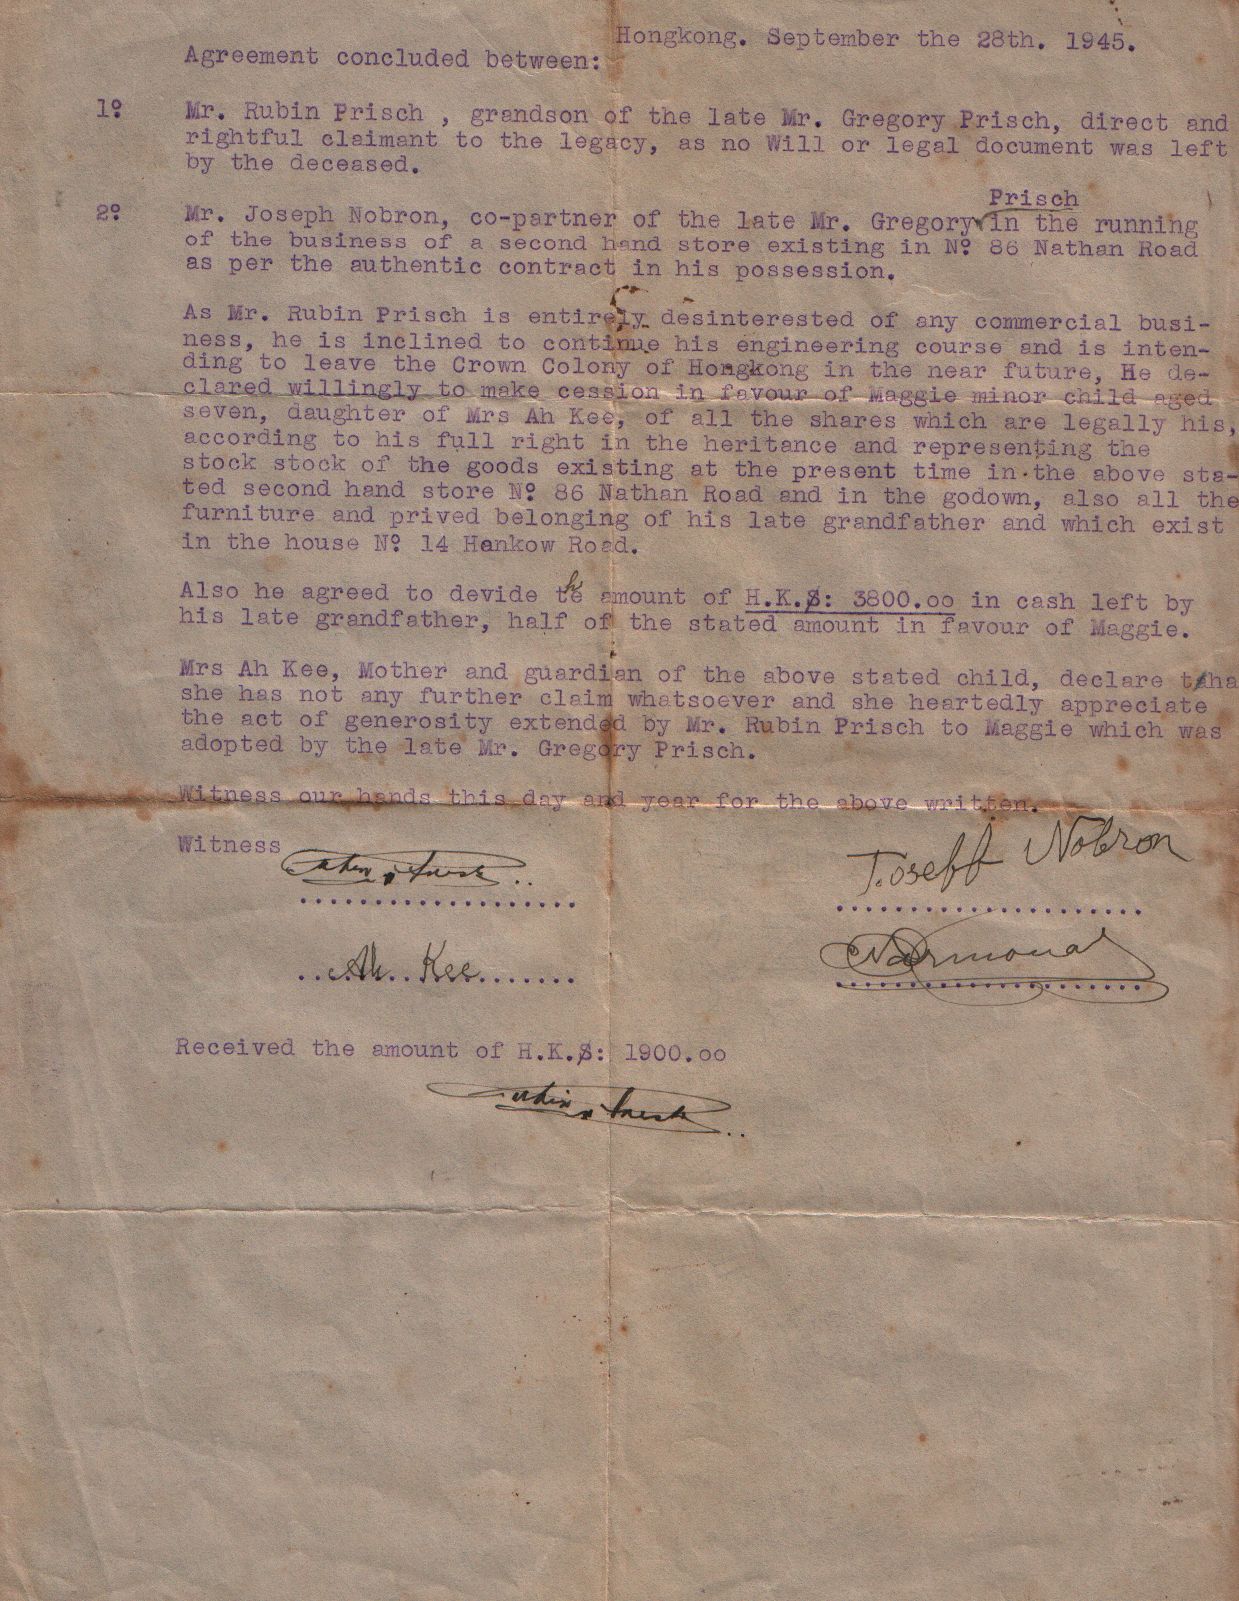 Hongkong. September the 28th. 1945.
Agreement concluded between:
1º Mr. Rubin Prisch , grandson of the late Mr. Gregory Prisch, direct and
rightful claimant to the legacy, as no Will or legal document was left
by the deceased.
Prisch
2º Mr. Joseph Nobron, co-partner of the late Mr. Gregory in the running
of the business of a second hand store existing in Nº 86 Nathan Road
as per the authentic contract in his possession.
As Mr. Rubin Prisch is entirely desinterested of any commercial busi-
ness, he is inclined to continue his engineering course and is inten-
ding to leave the Crown Colony of Hongkong in the near future, He de-
clared willingly to make cession in favour of Maggie minor child aged
seven, daughter of Mrs Ah Kee, of all the shares which are legally his,
according to his full right in the heritance and representing the
stock stock of the goods existing at the present time in the above sta-
ted second hand store Nº 86 Nathan Road and in the godown, also all the
furniture and prived belonging of his late grandfather and which exist
in the house Nº 14 Hankow Road.
Also he agreed to devide the amount of H.K.$: 3800.oo in cash left by
his late grandfather, half of the stated amount in favour of Maggie.
Mrs Ah Kee, Mother and guardian of the above stated child, declare tha
she has not any further claim whatsoever and she heartedly appreciate
the act of generosity extended by Mr. Rubin Prisch to Maggie which was
adopted by the late Mr. Gregory Prisch.
Witness our hands this day and year for the above written.
Witness
Joseff Nobron
Ah Kee
Received the amount of H.K.$: 1900.oo